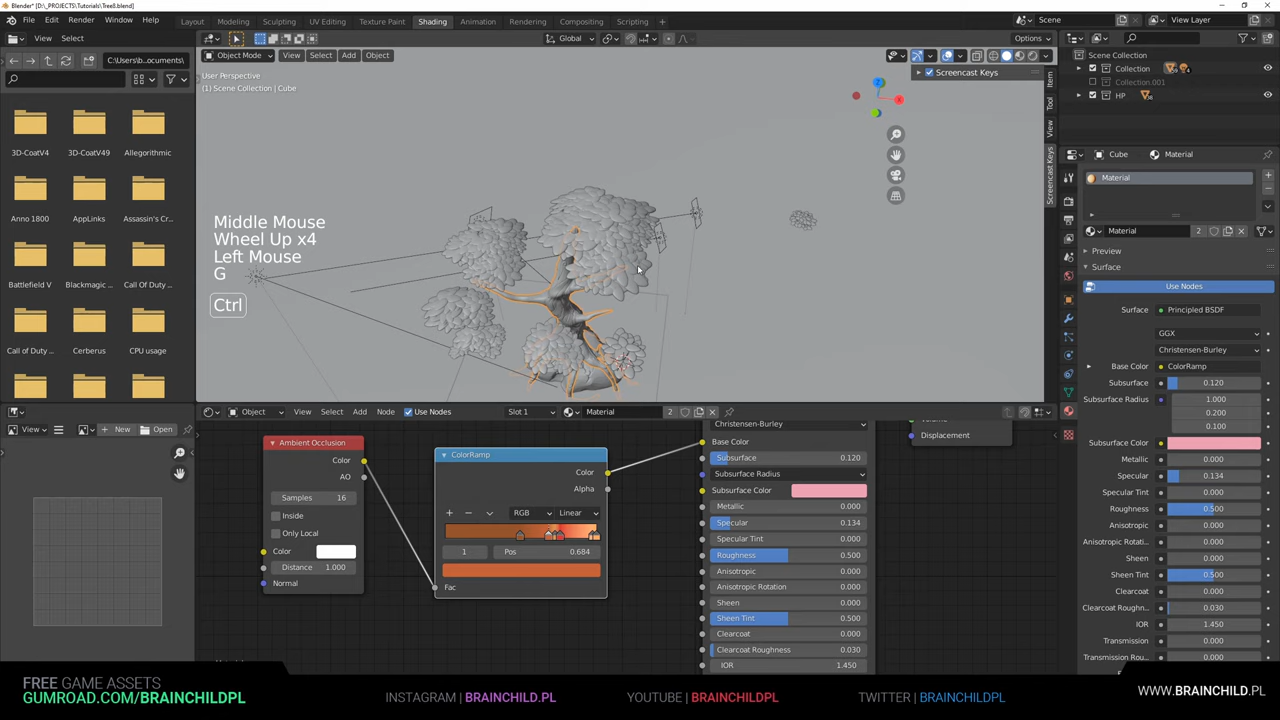 Blender* [D:\_PROJECTS\Tutorials\Tree8.blend]
File Edit Render Window Help
Layout Modeling Sculpting UV Editing Texture Paint Shading Animation Rendering Compositing Scripting
Scene
View Layer
View Select
Object Mode View Select Add Object
Global
Options
C:\Users\b...ocuments\
User Perspective
(1) Scene Collection | Cube
Screencast Keys
Item
Tool
View
Screencast Keys
Scene Collection
Collection
Collection.001
HP
3D-CoatV4 3D-CoatV49 Allegorithmic
Anno 1800 AppLinks Assassin's Cr...
Battlefield V Blackmagic ... Call Of Duty ...
Call of Duty ... Cerberus CPU usage
Middle Mouse
Wheel Up x4
Left Mouse
G
Ctrl
Cube Material
Material
Material 2
Preview
Surface
Use Nodes
Surface: Principled BSDF
GGX
Christensen-Burley
Base Color ColorRamp
Subsurface 0.120
Subsurface Radius 1.000
0.200
0.100
Subsurface Color
Metallic 0.000
Specular 0.134
Specular Tint 0.000
Roughness 0.500
Anisotropic 0.000
Anisotropic Rotati... 0.000
Sheen 0.000
Sheen Tint 0.500
Clearcoat 0.000
Clearcoat Roughn... 0.030
IOR 1.450
Transmission 0.000
Transmission Rou... 0.000
View New Open
Object View Select Add Node Use Nodes Slot 1 Material 2
Ambient Occlusion
Color
AO
Samples 16
Inside
Only Local
Color
Distance 1.000
Normal
ColorRamp
Color
Alpha
RGB Linear
1 Pos 0.684
Fac
Christensen-Burley
Base Color
Subsurface 0.120
Subsurface Radius
Subsurface Color
Metallic 0.000
Specular 0.134
Specular Tint 0.000
Roughness 0.500
Anisotropic 0.000
Anisotropic Rotation 0.000
Sheen 0.000
Sheen Tint 0.500
Clearcoat 0.000
Clearcoat Roughness 0.030
IOR 1.450
Displacement
FREE GAME ASSETS
GUMROAD.COM/BRAINCHILDPL
INSTAGRAM | BRAINCHILD.PL
YOUTUBE | BRAINCHILDPL
TWITTER | BRAINCHILDPL
WWW.BRAINCHILD.PL